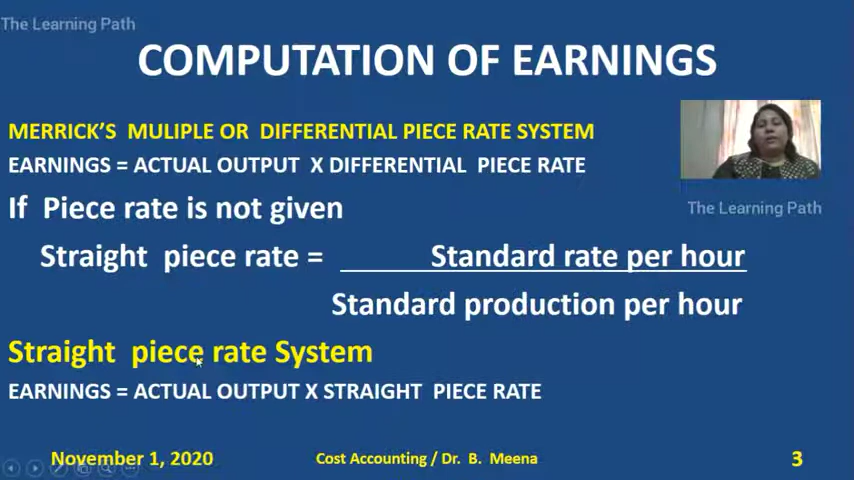 The Learning Path
COMPUTATION OF EARNINGS
MERRICK'S MULIPLE OR DIFFERENTIAL PIECE RATE SYSTEM
EARNINGS = ACTUAL OUTPUT X DIFFERENTIAL PIECE RATE
The Learning Path
If Piece rate is not given
Straight piece rate = Standard rate per hour
Standard production per hour
Straight piece rate System
EARNINGS = ACTUAL OUTPUT X STRAIGHT PIECE RATE
November 1, 2020
Cost Accounting / Dr. B. Meena
3